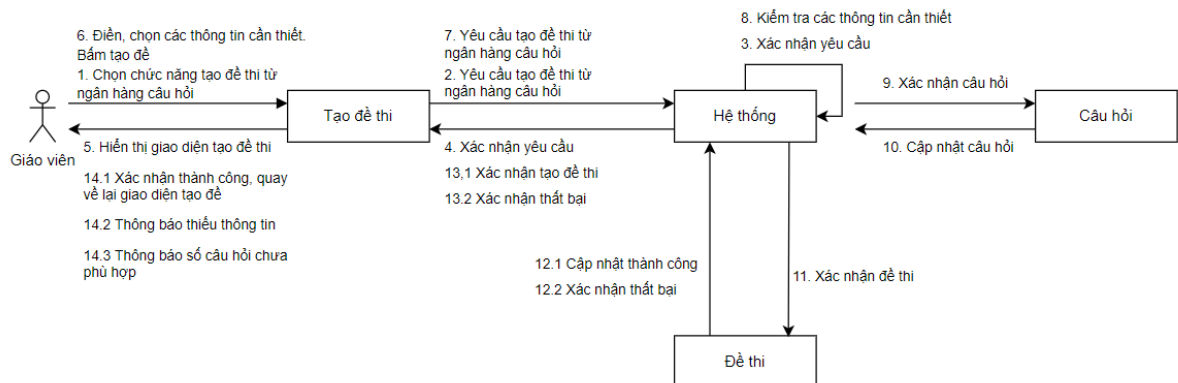 6. Điền, chọn các thông tin cần thiết.
Bấm tạo đề
1. Chọn chức năng tạo đề thi từ
ngân hàng câu hỏi
7. Yêu cầu tạo đề thi từ
ngân hàng câu hỏi
2. Yêu cầu tạo đề thi từ
ngân hàng câu hỏi
8. Kiểm tra các thông tin cần thiết
3. Xác nhận yêu cầu
9. Xác nhận câu hỏi
Giáo viên
Tạo đề thi
Hệ thống
Câu hỏi
5. Hiển thị giao diện tạo đề thi
14.1 Xác nhận thành công, quay
về lại giao diện tạo đề
14.2 Thông báo thiếu thông tin
14.3 Thông báo số câu hỏi chưa
phù hợp
4. Xác nhận yêu cầu
13,1 Xác nhận tạo đề thi
13.2 Xác nhận thất bại
10. Cập nhật câu hỏi
12.1 Cập nhật thành công
12.2 Xác nhận thất bại
11. Xác nhận đề thi
Đề thi